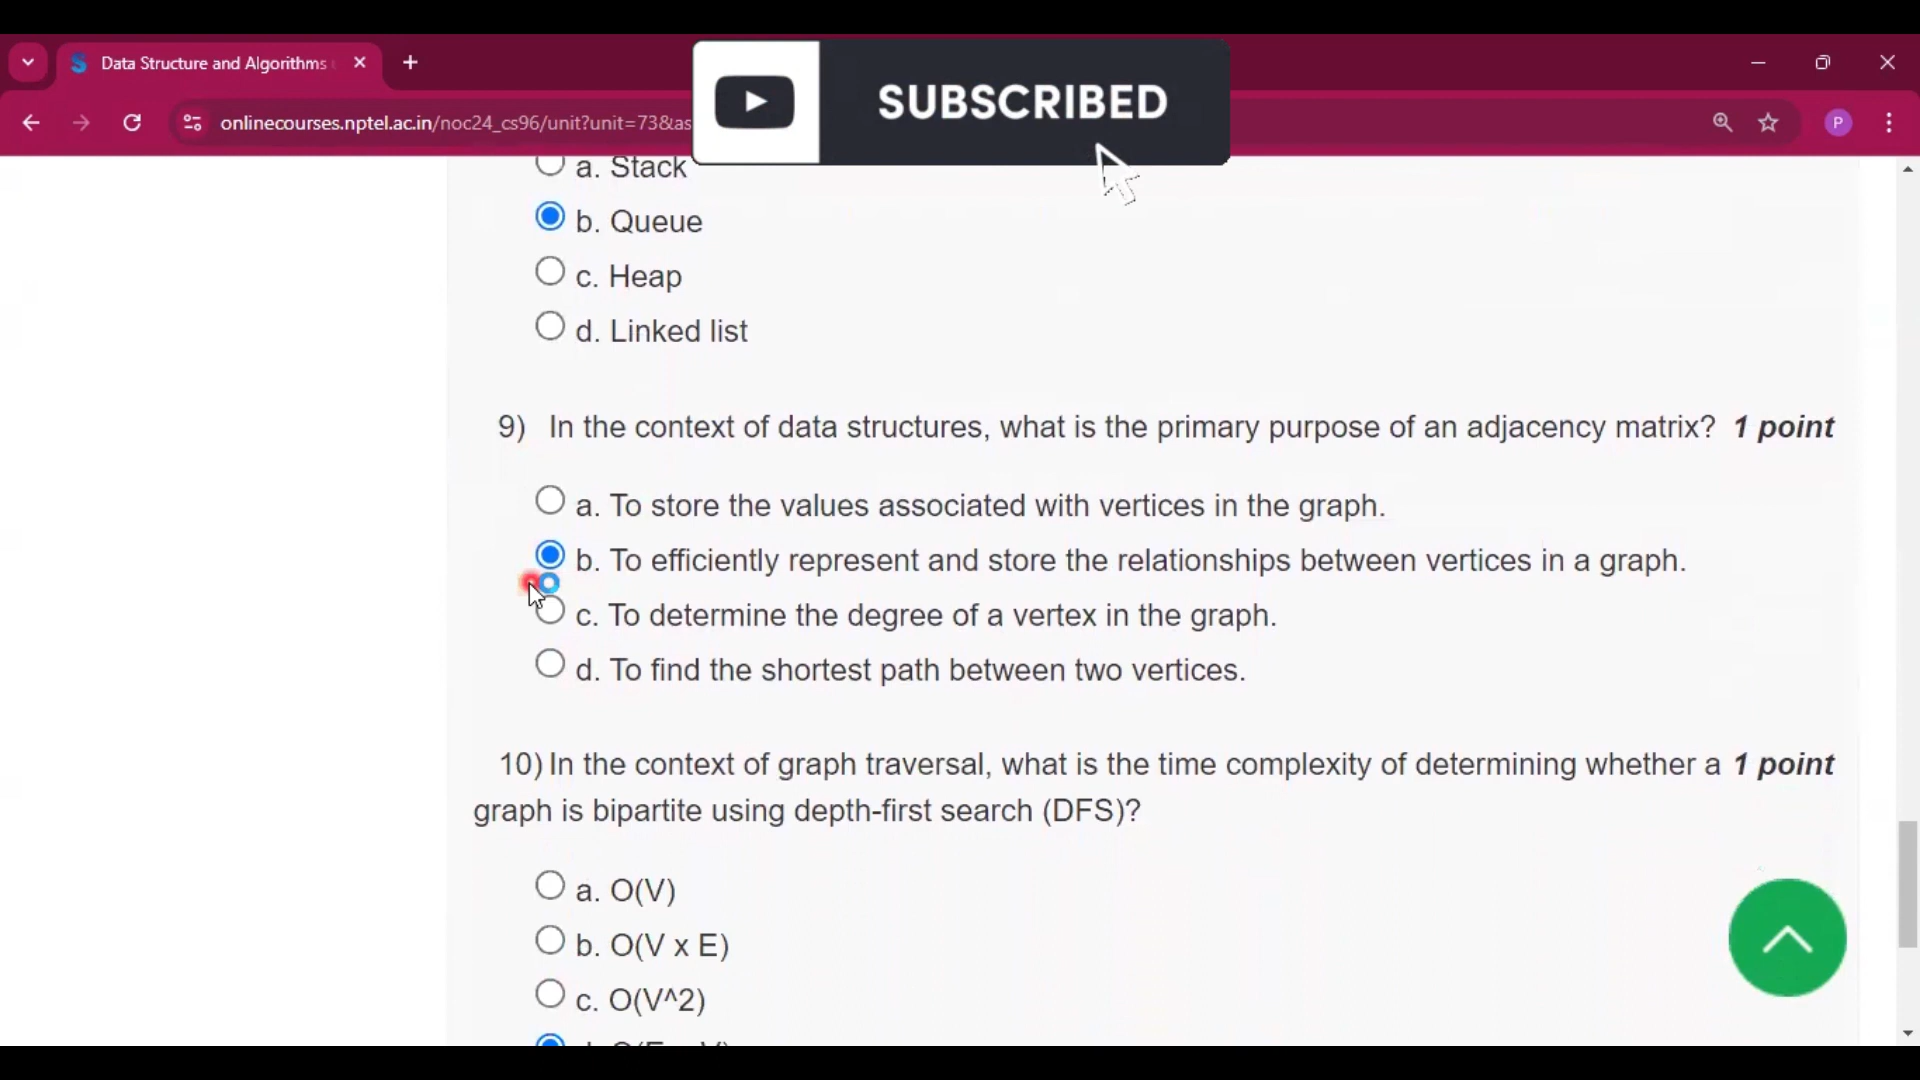 Data Structure and Algorithms
onlinecourses.nptel.ac.in/noc24_cs96/unit?unit=73&as
SUBSCRIBED
P
a. Stack
b. Queue
c. Heap
d. Linked list
9) In the context of data structures, what is the primary purpose of an adjacency matrix? 1 point
a. To store the values associated with vertices in the graph.
b. To efficiently represent and store the relationships between vertices in a graph.
c. To determine the degree of a vertex in the graph.
d. To find the shortest path between two vertices.
10) In the context of graph traversal, what is the time complexity of determining whether a 1 point
graph is bipartite using depth-first search (DFS)?
a. O(V)
b. O(V x E)
c. O(V^2)